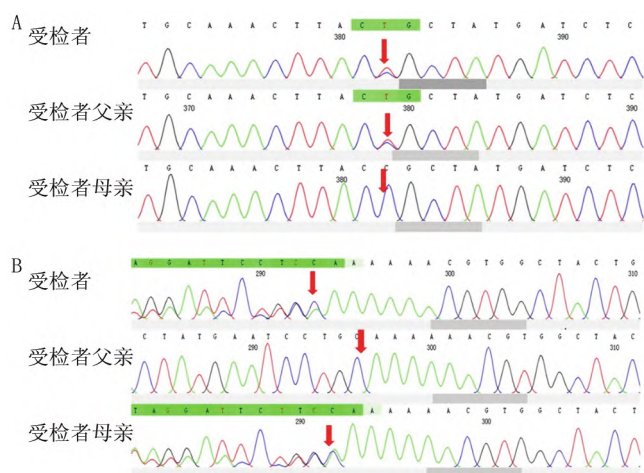 A
T G C A A A C T T A C T G C T A T G A T C T C
受检者
380 390
T G C A A A C T T A C T G C T A T G A T C T C
受检者父亲
370 380 390
T G C A A A C T T A C C G C T A T G A T C T C
受检者母亲
380 390
B
A G G A T T C C T C C A A A A A A C G T G G C T A C T G
受检者
290 300 310
C T A T G A T C T C C T G C A A A A A A C G T G G C T A C
受检者父亲
290 300
T A G G A T T C T T C C A A A A A A C G T G G C T A C T
受检者母亲
290 300